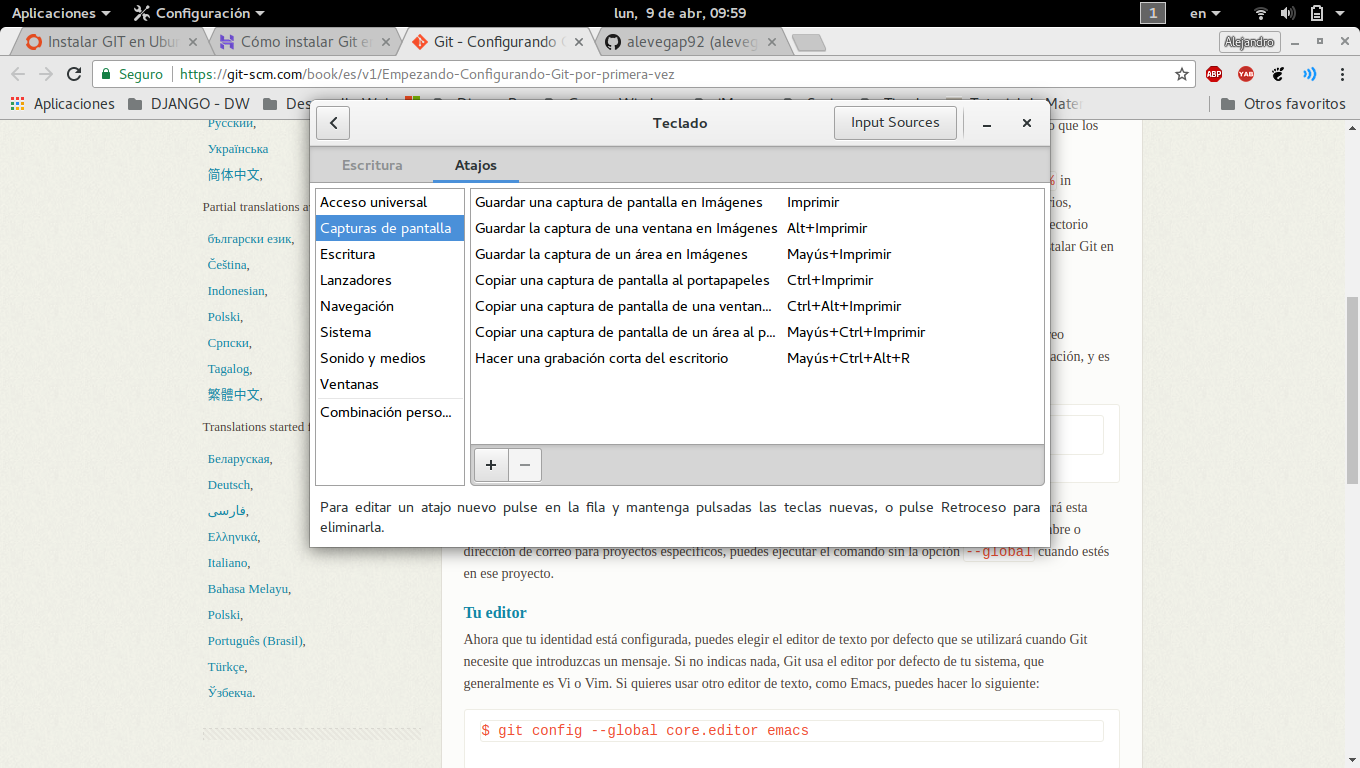 Aplicaciones
Configuración
lun, 9 de abr, 09:59
1
en
Instalar GIT en Ubun
Cómo instalar Git en
Git - Configurando G
alevegap92 (aleveg
Alejandro
Seguro
https://git-scm.com/book/es/v1/Empezando-Configurando-Git-por-primera-vez
ABP
YAB
Aplicaciones
DJANGO - DW
Otros favoritos
Teclado
Input Sources
Escritura
Atajos
Acceso universal
Capturas de pantalla
Escritura
Lanzadores
Navegación
Sistema
Sonido y medios
Ventanas
Combinación perso...
Guardar una captura de pantalla en Imágenes Imprimir
Guardar la captura de una ventana en Imágenes Alt+Imprimir
Guardar la captura de un área en Imágenes Mayús+Imprimir
Copiar una captura de pantalla al portapapeles Ctrl+Imprimir
Copiar una captura de pantalla de una ventan... Ctrl+Alt+Imprimir
Copiar una captura de pantalla de un área al p... Mayús+Ctrl+Imprimir
Hacer una grabación corta del escritorio Mayús+Ctrl+Alt+R
+ −
Para editar un atajo nuevo pulse en la fila y mantenga pulsadas las teclas nuevas, o pulse Retroceso para
eliminarla.
Русский,
Українська
简体中文,
Partial translations a
български език,
Čeština,
Indonesian,
Polski,
Српски,
Tagalog,
繁體中文,
Translations started
Беларуская,
Deutsch,
فارسی,
Ελληνικά,
Italiano,
Bahasa Melayu,
Polski,
Português (Brasil),
Türkçe,
Ўзбекча.
o que los
% in
rios,
ectorio
stalar Git en
reo
ación, y es
ará esta
bre o
dirección de correo para proyectos específicos, puedes ejecutar el comando sin la opción --global cuando estés
en ese proyecto.
Tu editor
Ahora que tu identidad está configurada, puedes elegir el editor de texto por defecto que se utilizará cuando Git
necesite que introduzcas un mensaje. Si no indicas nada, Git usa el editor por defecto de tu sistema, que
generalmente es Vi o Vim. Si quieres usar otro editor de texto, como Emacs, puedes hacer lo siguiente:
$ git config --global core.editor emacs